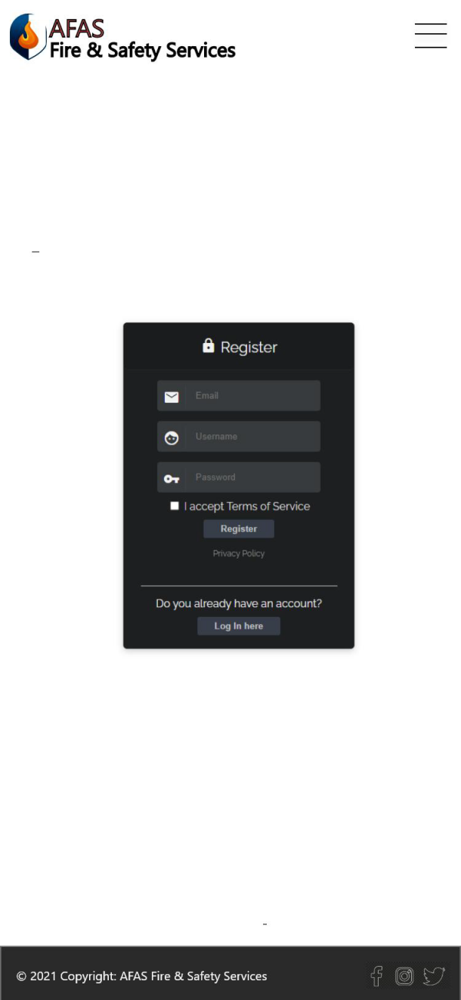 AFAS
Fire & Safety Services
Register
Email
Username
Password
I accept Terms of Service
Register
Privacy Policy
Do you already have an account?
Log In here
© 2021 Copyright: AFAS Fire & Safety Services